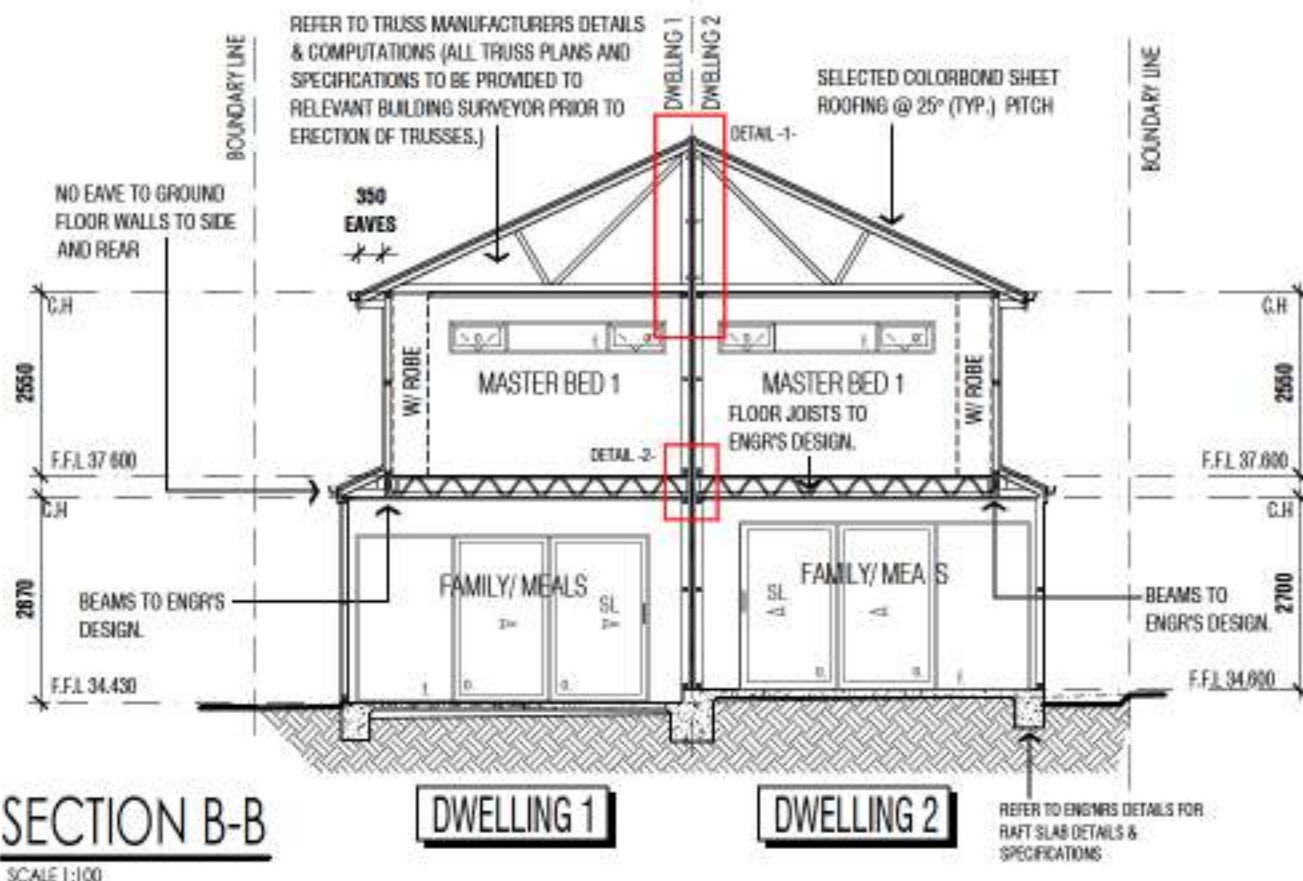 REFER TO TRUSS MANUFACTURERS DETAILS
& COMPUTATIONS (ALL TRUSS PLANS AND
SPECIFICATIONS TO BE PROVIDED TO
RELEVANT BUILDING SURVEYOR PRIOR TO
ERECTION OF TRUSSES.)
BOUNDARY LINE
DWELLING 1
DWELLING 2
SELECTED COLORBOND SHEET
ROOFING @ 25° (TYP.) PITCH
BOUNDARY LINE
DETAIL -1-
NO EAVE TO GROUND
FLOOR WALLS TO SIDE
AND REAR
350
EAVES
C.H
C.H
2550
W/ ROBE
MASTER BED 1
MASTER BED 1
W/ ROBE
2550
FLOOR JOISTS TO
ENGR'S DESIGN.
DETAIL -2-
F.F.L 37 600
F.F.L 37.600
C.H
C.H
2870
FAMILY/ MEALS
SL
SL
FAMILY/ MEA S
2700
BEAMS TO ENGR'S
DESIGN.
BEAMS TO
ENGR'S DESIGN.
F.F.L 34.430
F.F.L 34.600
SECTION B-B
SCALE 1:100
DWELLING 1
DWELLING 2
REFER TO ENG'NRS DETAILS FOR
RAFT SLAB DETAILS &
SPECIFICATIONS